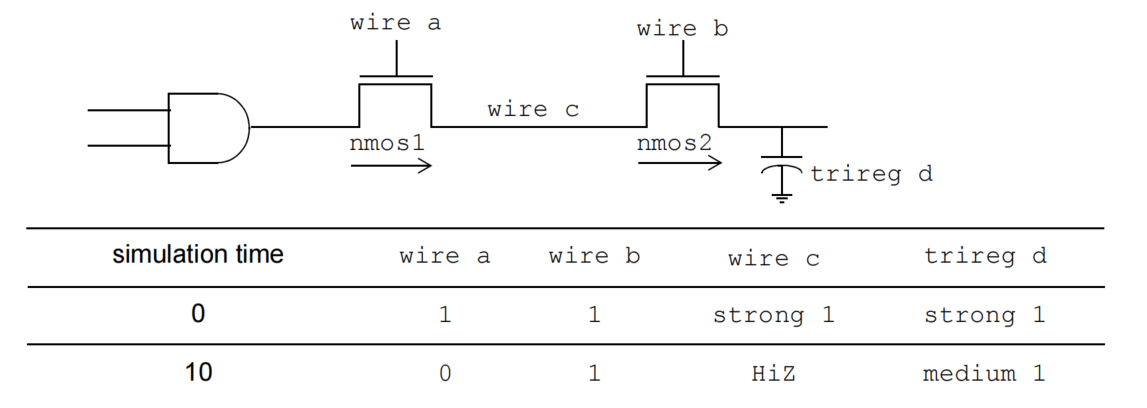 wire a
wire b
wire c
nmos1
nmos2
trireg d
simulation time wire a wire b wire c trireg d
0 1 1 strong 1 strong 1
10 0 1 HiZ medium 1